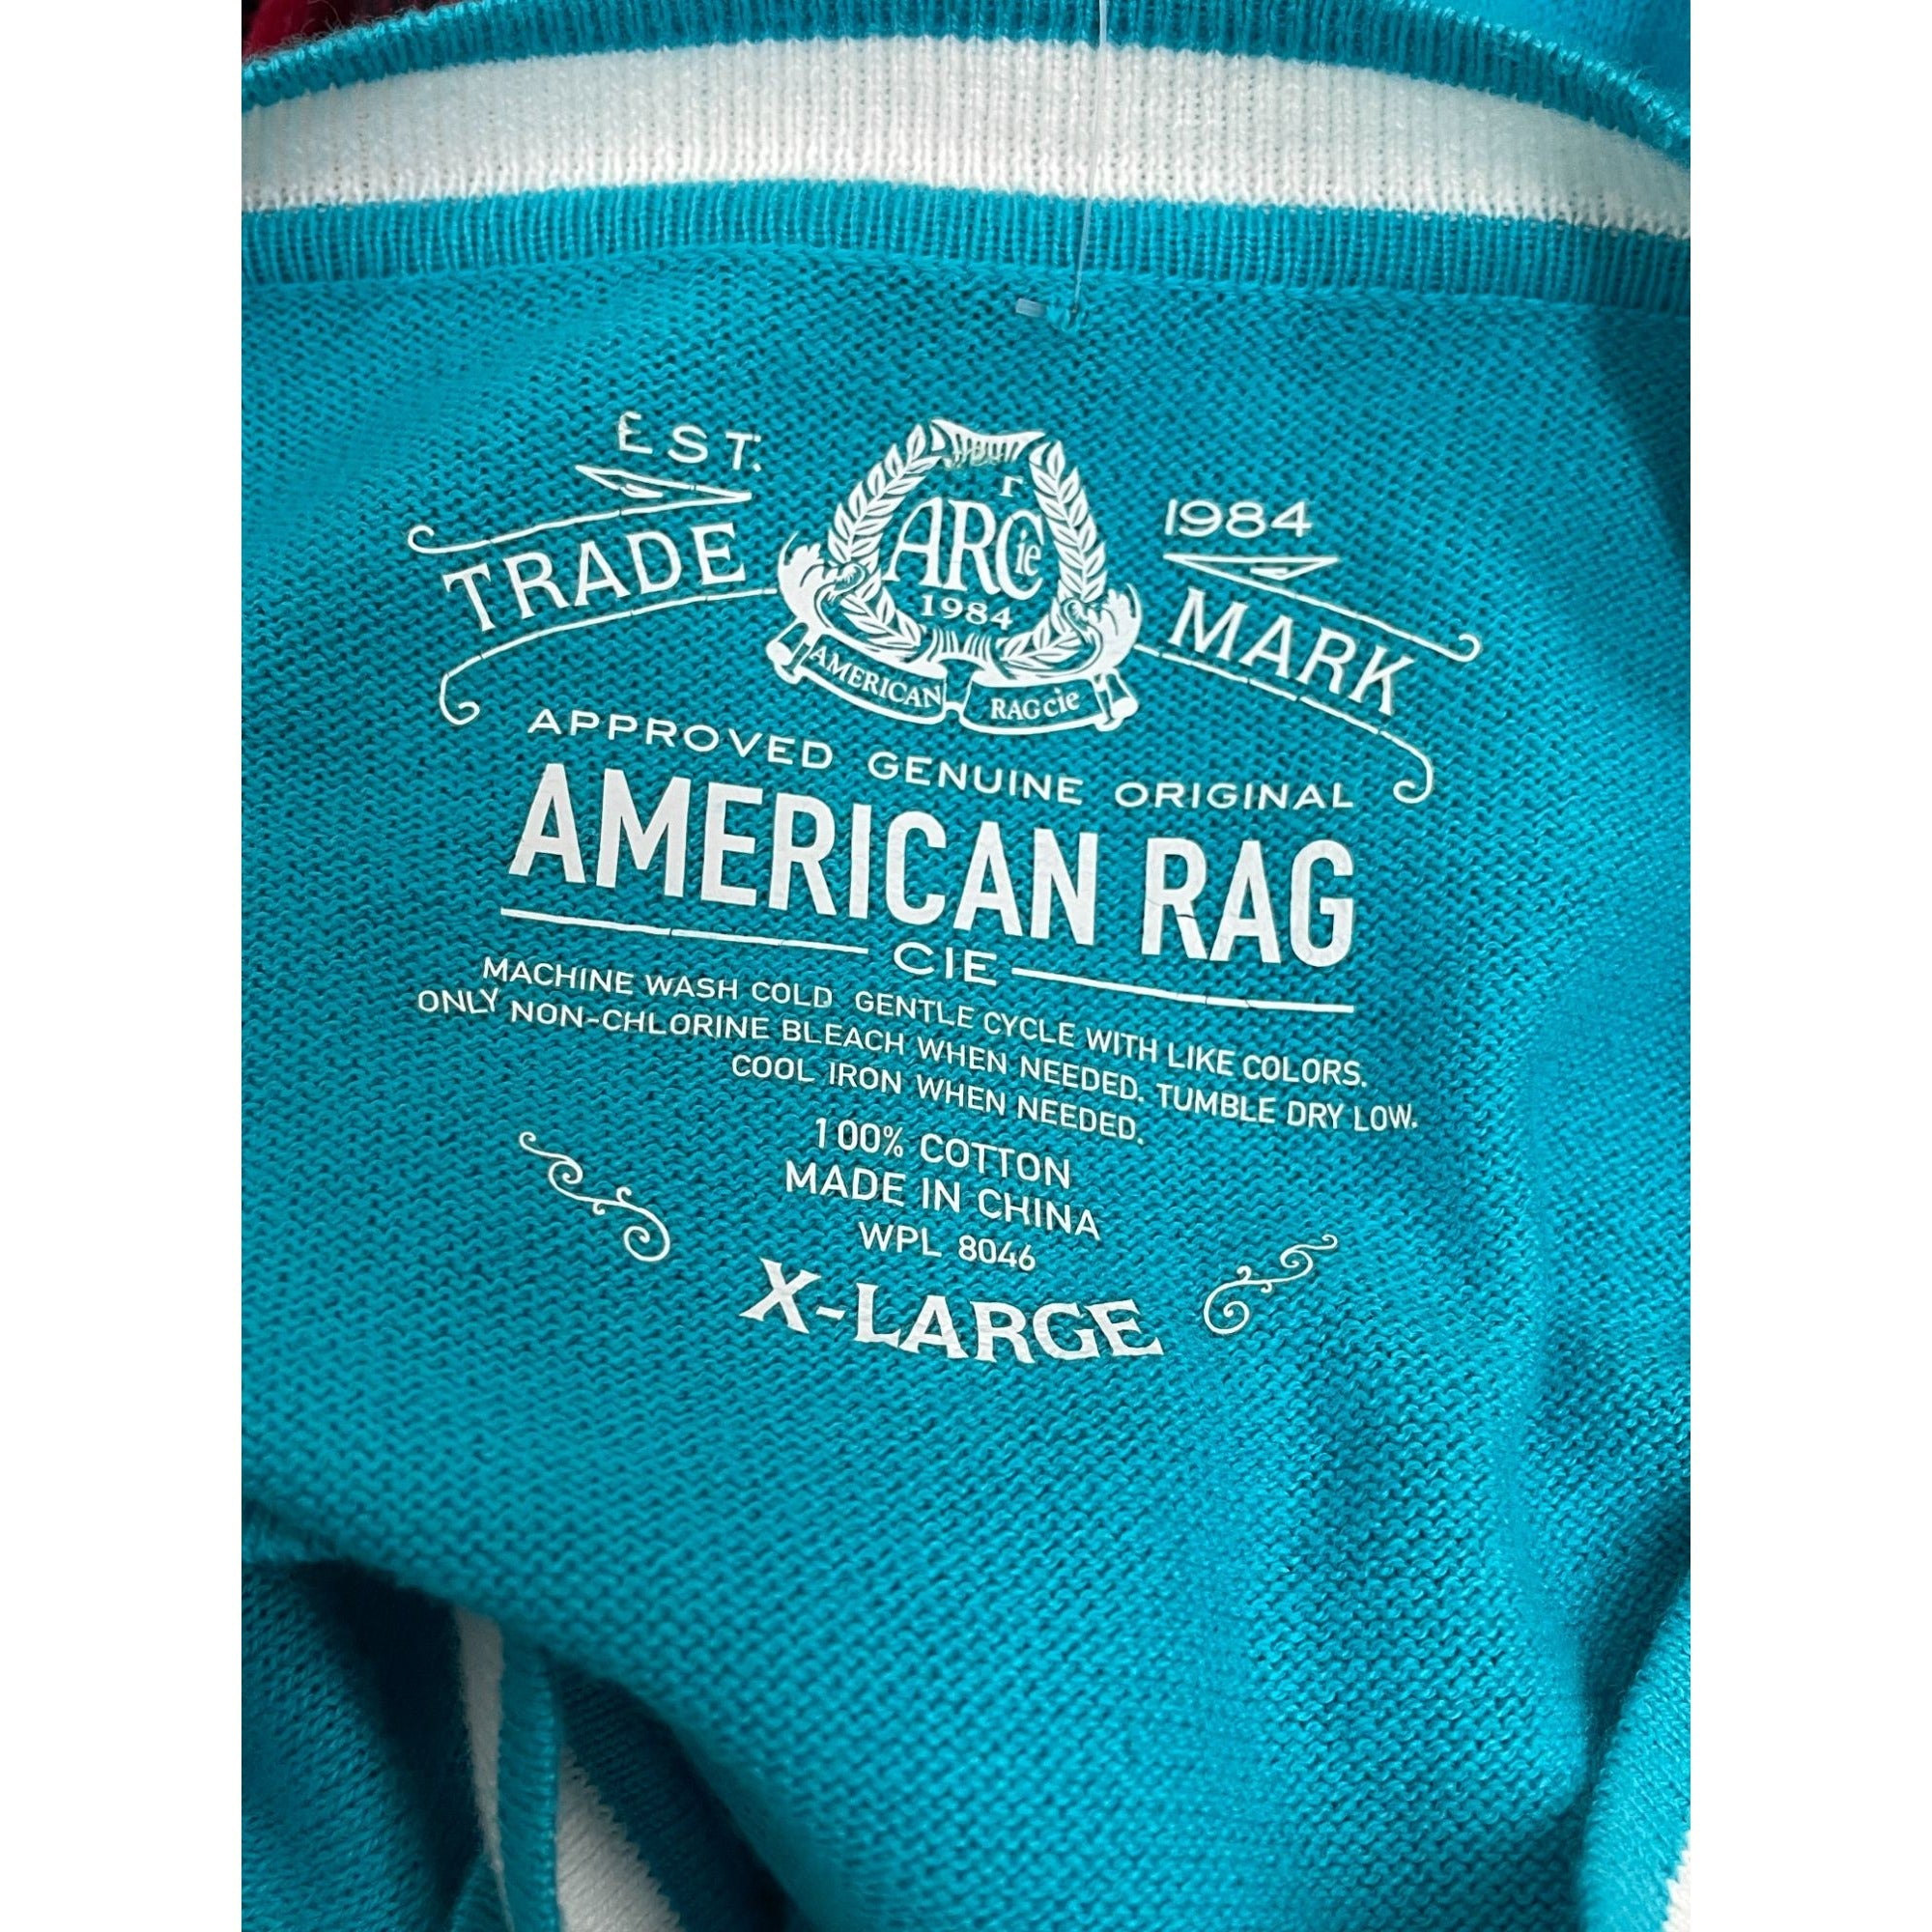 EST. 1984
TRADE MARK
ARCie
1984
AMERICAN RAG cie
APPROVED GENUINE ORIGINAL
AMERICAN RAG
CIE
MACHINE WASH COLD GENTLE CYCLE WITH LIKE COLORS.
ONLY NON-CHLORINE BLEACH WHEN NEEDED. TUMBLE DRY LOW.
COOL IRON WHEN NEEDED.
100% COTTON
MADE IN CHINA
WPL 8046
X-LARGE